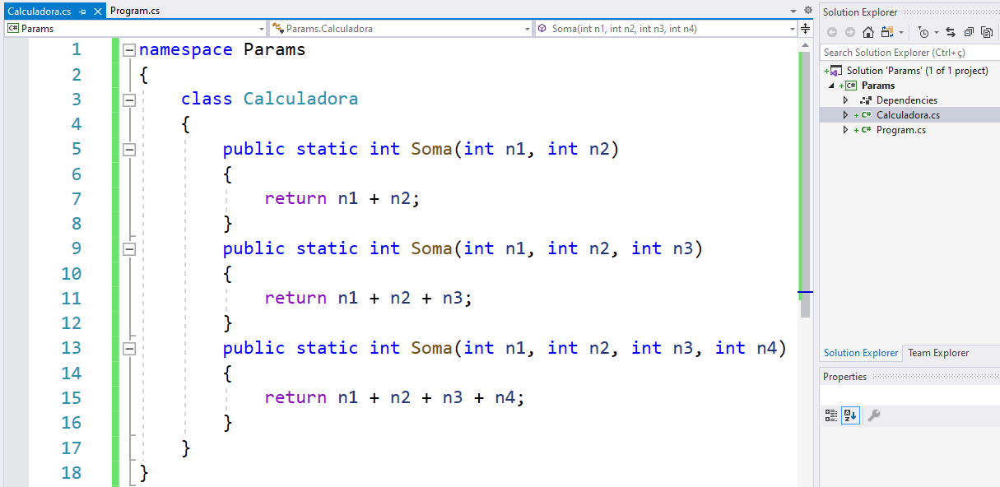 Calculadora.cs
Program.cs
C# Params
Params.Calculadora
Soma(int n1, int n2, int n3, int n4)
1 namespace Params
2 {
3 class Calculadora
4 {
5 public static int Soma(int n1, int n2)
6 {
7 return n1 + n2;
8 }
9 public static int Soma(int n1, int n2, int n3)
10 {
11 return n1 + n2 + n3;
12 }
13 public static int Soma(int n1, int n2, int n3, int n4)
14 {
15 return n1 + n2 + n3 + n4;
16 }
17 }
18 }
Solution Explorer
Search Solution Explorer (Ctrl+ç)
Solution 'Params' (1 of 1 project)
C# Params
Dependencies
C# Calculadora.cs
C# Program.cs
Solution Explorer
Team Explorer
Properties
A
Z